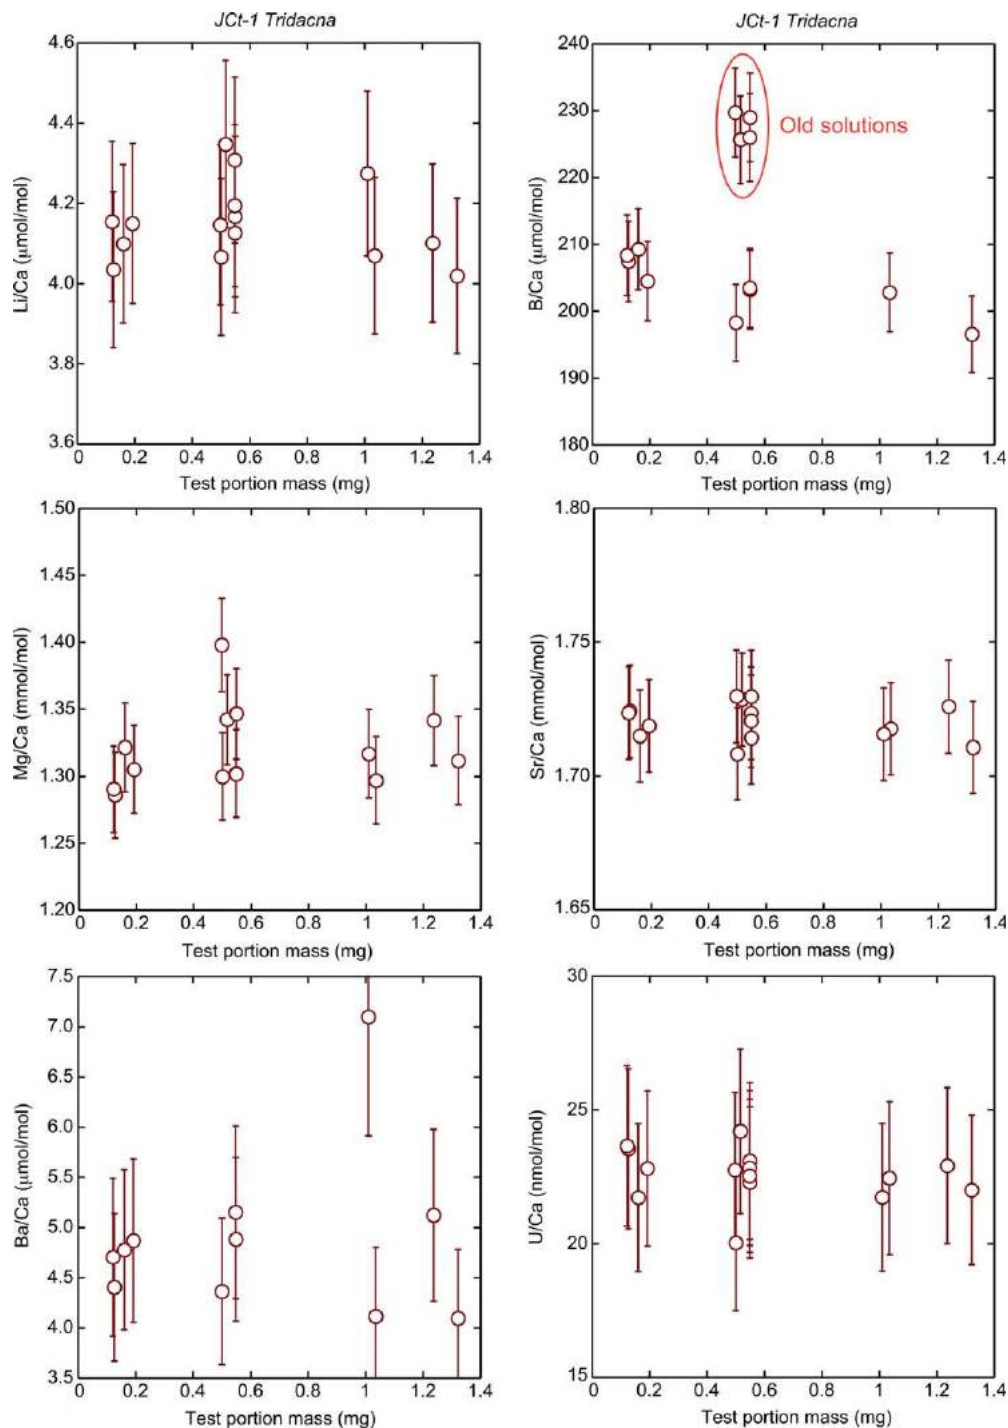 JCt-1 Tridacna
4.6
4.4
4.2
4.0
3.8
3.6
Li/Ca (μmol/mol)
0 0.2 0.4 0.6 0.8 1 1.2 1.4
Test portion mass (mg)
JCt-1 Tridacna
240
230
220
210
200
190
180
B/Ca (μmol/mol)
Old solutions
0 0.2 0.4 0.6 0.8 1 1.2 1.4
Test portion mass (mg)
1.50
1.45
1.40
1.35
1.30
1.25
1.20
Mg/Ca (mmol/mol)
0 0.2 0.4 0.6 0.8 1 1.2 1.4
Test portion mass (mg)
1.80
1.75
1.70
1.65
Sr/Ca (mmol/mol)
0 0.2 0.4 0.6 0.8 1 1.2 1.4
Test portion mass (mg)
7.5
7.0
6.5
6.0
5.5
5.0
4.5
4.0
3.5
Ba/Ca (μmol/mol)
0 0.2 0.4 0.6 0.8 1 1.2 1.4
Test portion mass (mg)
30
25
20
15
U/Ca (nmol/mol)
0 0.2 0.4 0.6 0.8 1 1.2 1.4
Test portion mass (mg)